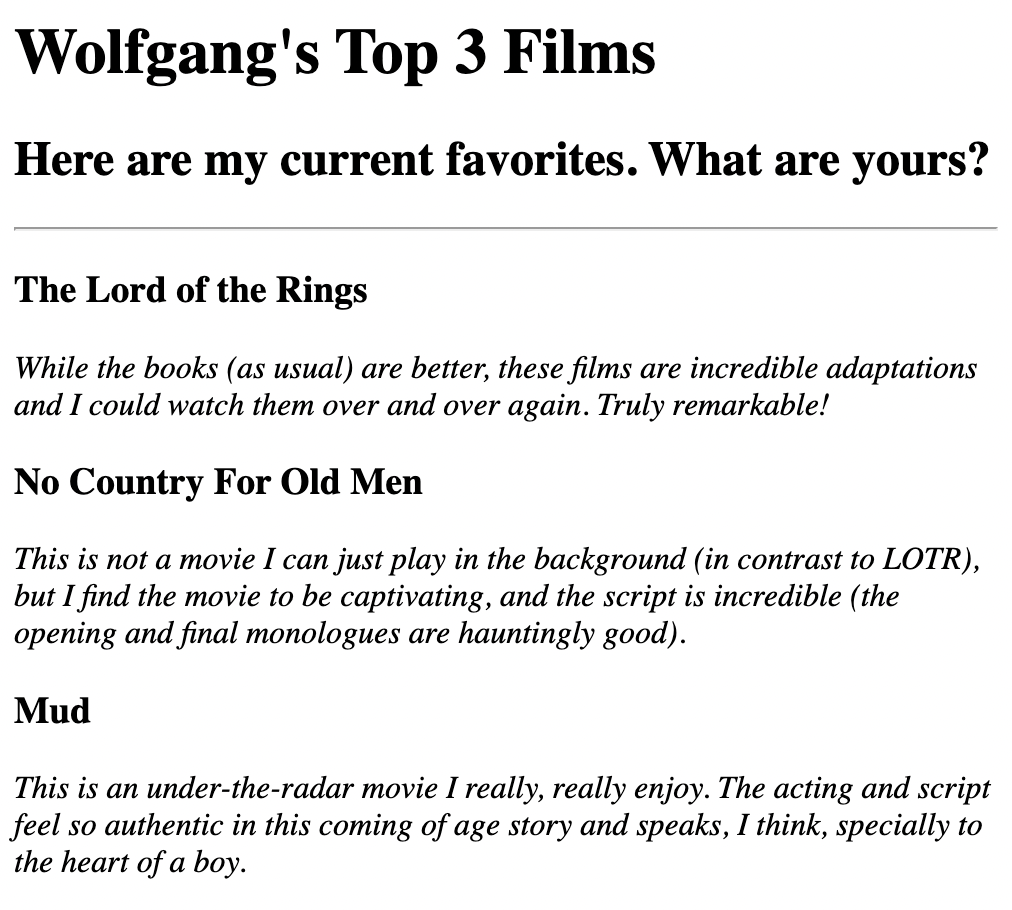 Wolfgang's Top 3 Films
Here are my current favorites. What are yours?
The Lord of the Rings
While the books (as usual) are better, these films are incredible adaptations
and I could watch them over and over again. Truly remarkable!
No Country For Old Men
This is not a movie I can just play in the background (in contrast to LOTR),
but I find the movie to be captivating, and the script is incredible (the
opening and final monologues are hauntingly good).
Mud
This is an under-the-radar movie I really, really enjoy. The acting and script
feel so authentic in this coming of age story and speaks, I think, specially to
the heart of a boy.